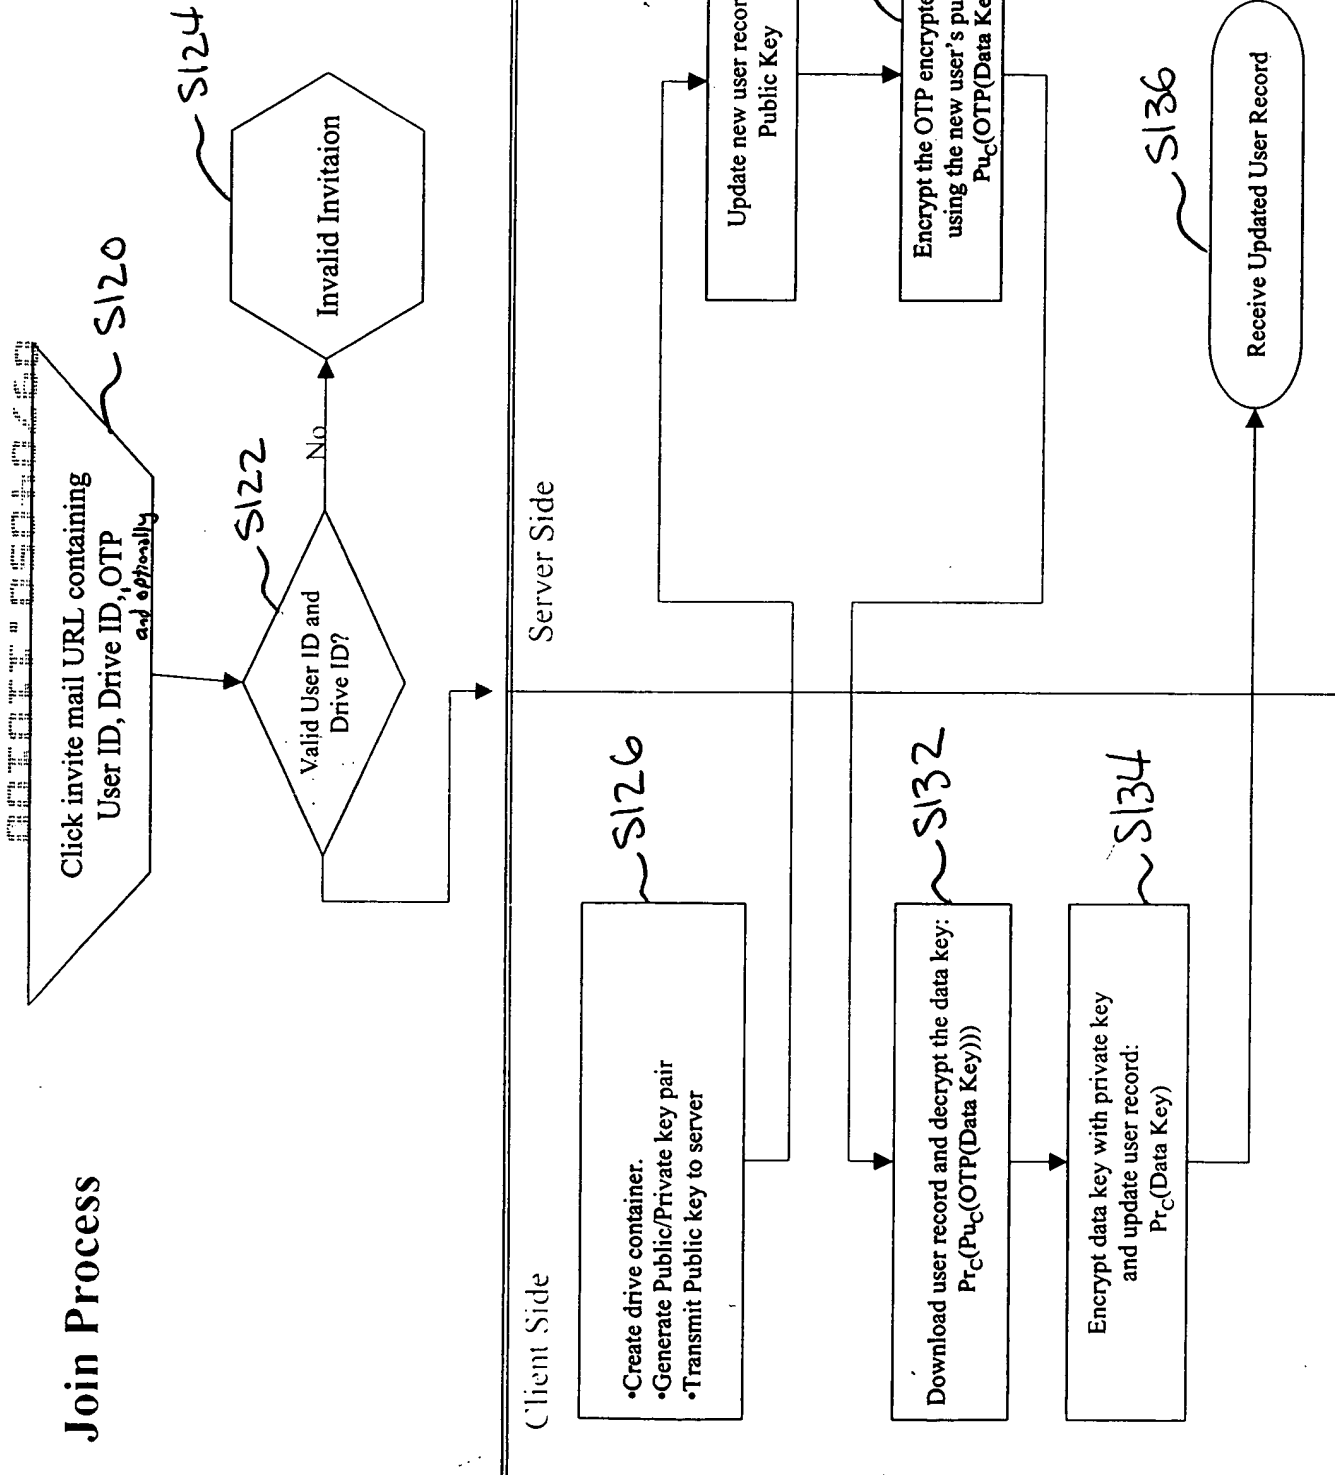 Join Process
Click invite mail URL containing
User ID, Drive ID, OTP
and optionally
S120
Valid User ID and
Drive ID?
S122
No
Invalid Invitaion
S124
Client Side
Server Side
•Create drive container.
•Generate Public/Private key pair
•Transmit Public key to server
S126
Update new user recor
Public Key
Encrypt the OTP encrypte
using the new user's pu
PuC(OTP(Data Ke
Download user record and decrypt the data key:
PrC(PuC(OTP(Data Key)))
S132
Encrypt data key with private key
and update user record:
PrC(Data Key)
S134
Receive Updated User Record
S136